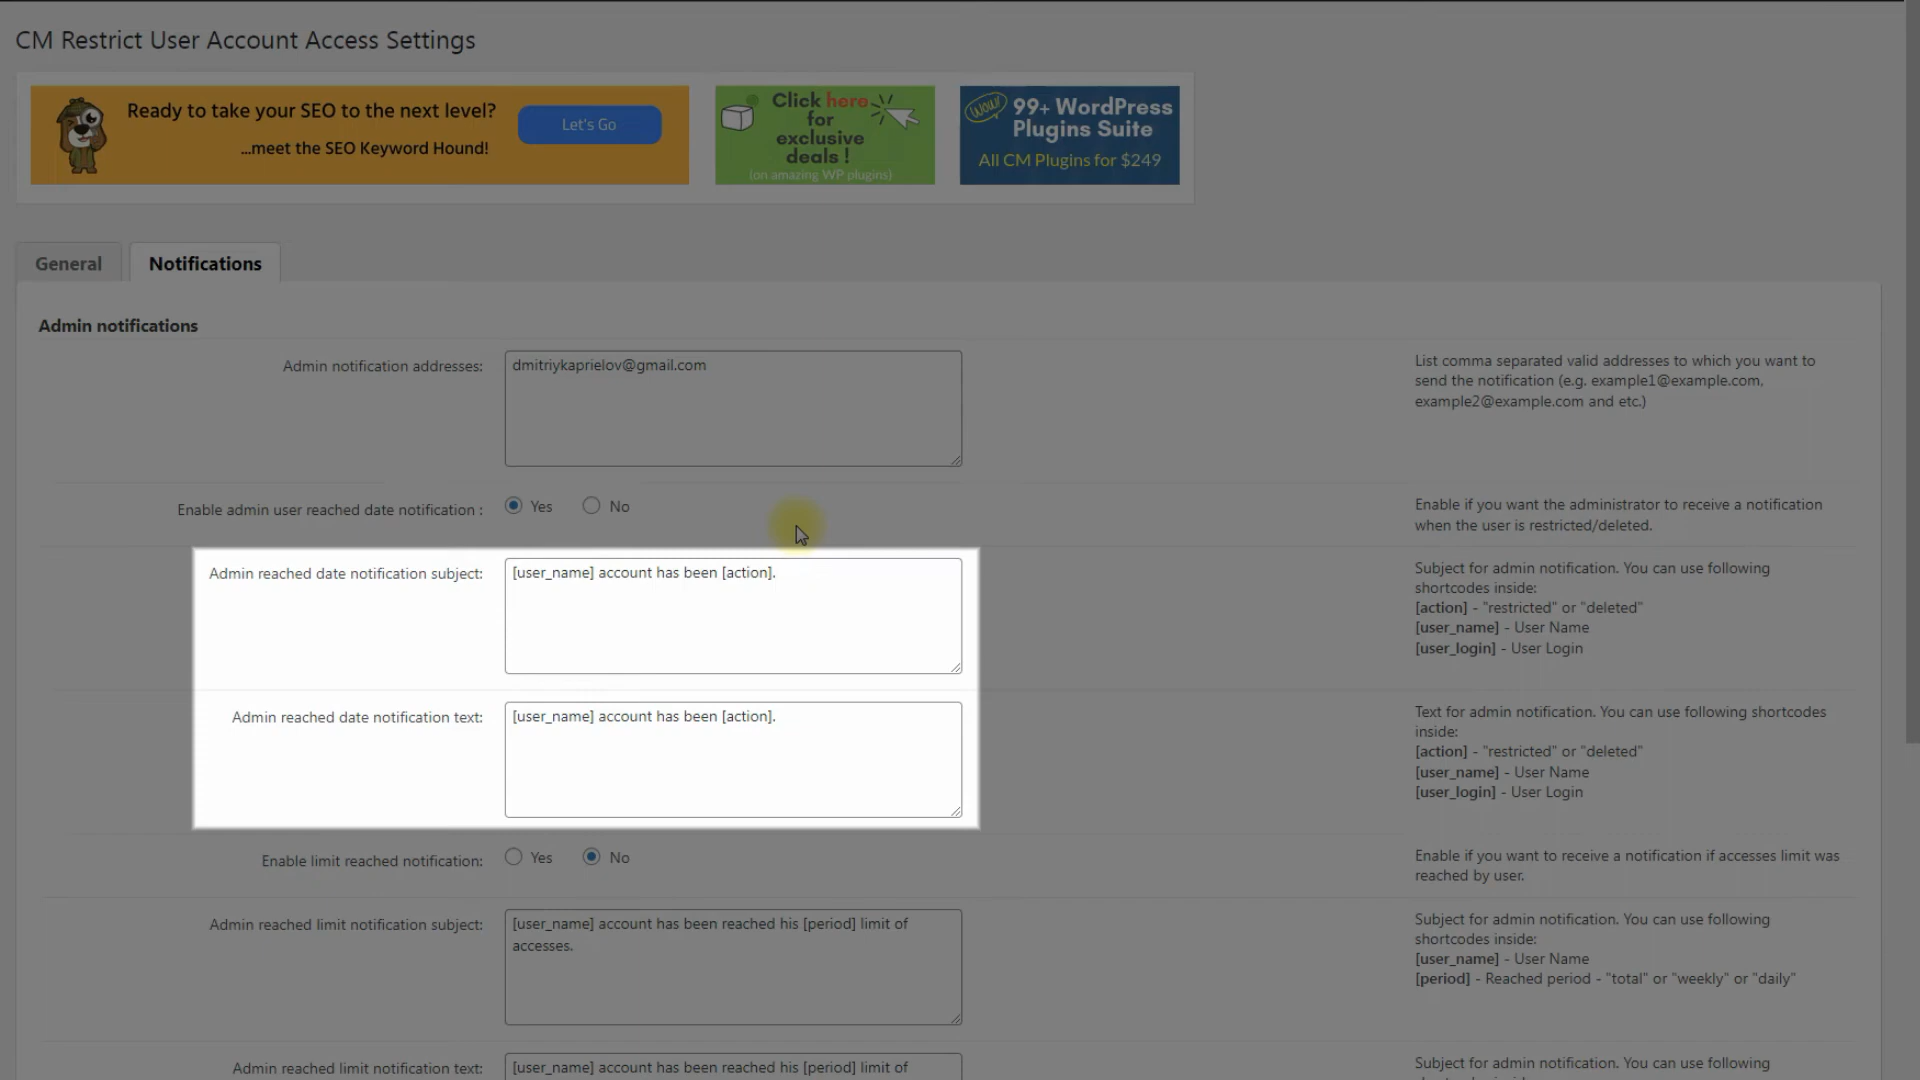 CM Restrict User Account Access Settings
Ready to take your SEO to the next level?
...meet the SEO Keyword Hound!
Let's Go
Click here
for
exclusive
deals !
(on amazing WP plugins)
WOW!
99+ WordPress
Plugins Suite
All CM Plugins for $249
General
Notifications
Admin notifications
Admin notification addresses:
dmitriykaprielov@gmail.com
List comma separated valid addresses to which you want to
send the notification (e.g. example1@example.com,
example2@example.com and etc.)
Enable admin user reached date notification :
Yes
No
Enable if you want the administrator to receive a notification
when the user is restricted/deleted.
Admin reached date notification subject:
[user_name] account has been [action].
Subject for admin notification. You can use following
shortcodes inside:
[action] - "restricted" or "deleted"
[user_name] - User Name
[user_login] - User Login
Admin reached date notification text:
[user_name] account has been [action].
Text for admin notification. You can use following shortcodes
inside:
[action] - "restricted" or "deleted"
[user_name] - User Name
[user_login] - User Login
Enable limit reached notification:
Yes
No
Enable if you want to receive a notification if accesses limit was
reached by user.
Admin reached limit notification subject:
[user_name] account has been reached his [period] limit of
accesses.
Subject for admin notification. You can use following
shortcodes inside:
[user_name] - User Name
[period] - Reached period - "total" or "weekly" or "daily"
Admin reached limit notification text:
[user_name] account has been reached his [period] limit of
Subject for admin notification. You can use following